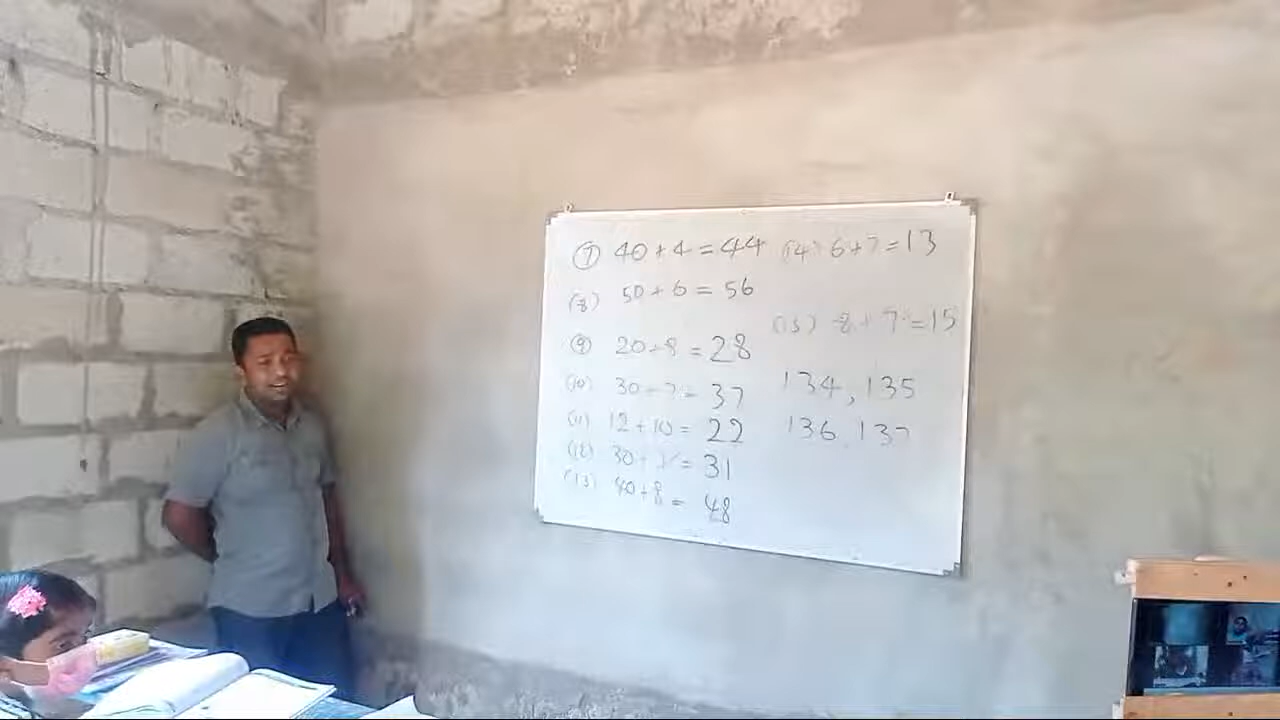 (7) 40 + 4 = 44
(8) 50 + 6 = 56
(9) 20 + 8 = 28
(10) 30 + 7 = 37
(11) 12 + 10 = 22
(12) 30 + 1 = 31
(13) 40 + 8 = 48
(14) 6 + 7 = 13
(15) 8 + 7 = 15
134, 135
136, 137